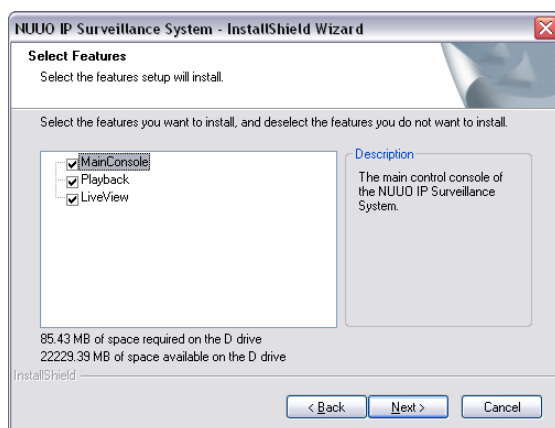 NUUO IP Surveillance System - InstallShield Wizard
Select Features
Select the features setup will install.
Select the features you want to install, and deselect the features you do not want to install.
MainConsole
Playback
LiveView
Description
The main control console of
the NUUO IP Surveillance
System.
85.43 MB of space required on the D drive
22229.39 MB of space available on the D drive
InstallShield
< Back
Next >
Cancel